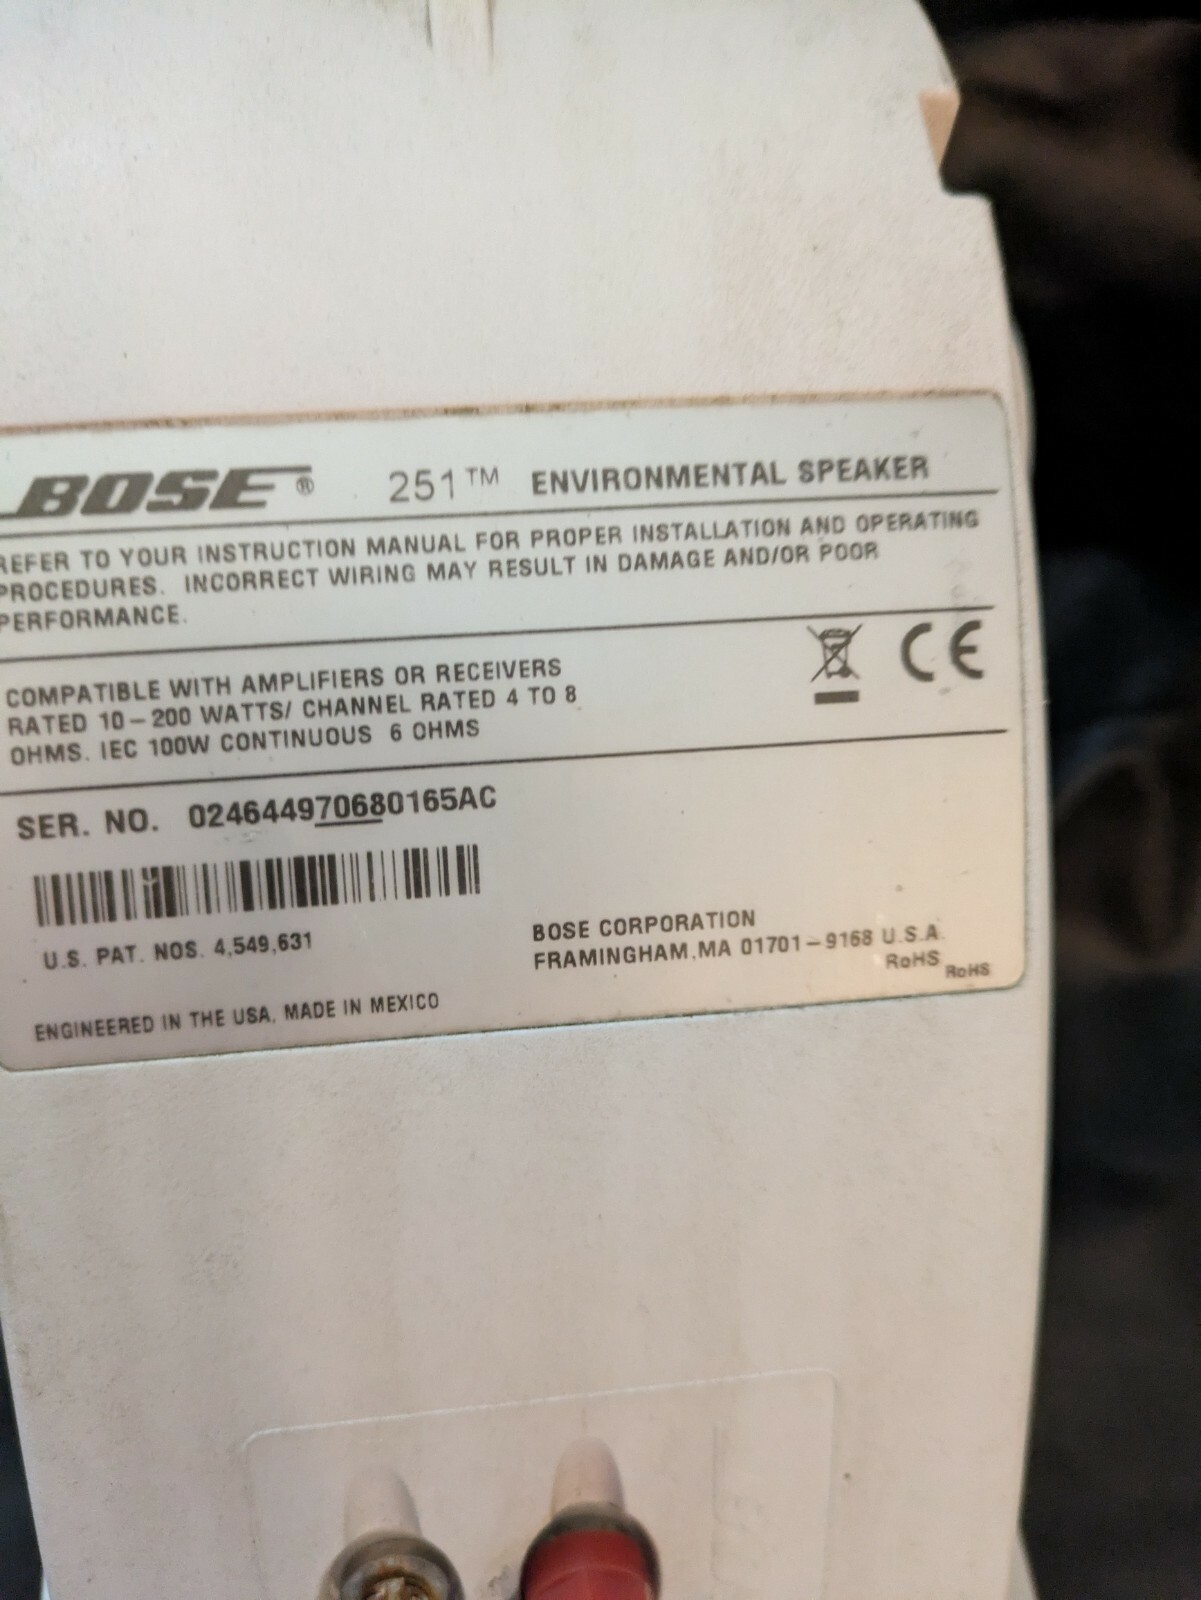 BOSE® 251™ ENVIRONMENTAL SPEAKER
REFER TO YOUR INSTRUCTION MANUAL FOR PROPER INSTALLATION AND OPERATING
PROCEDURES. INCORRECT WIRING MAY RESULT IN DAMAGE AND/OR POOR
PERFORMANCE.
COMPATIBLE WITH AMPLIFIERS OR RECEIVERS
RATED 10-200 WATTS/ CHANNEL RATED 4 TO 8
OHMS. IEC 100W CONTINUOUS 6 OHMS
CE
SER. NO. 024644970680165AC
U.S. PAT. NOS. 4,549,631
BOSE CORPORATION
FRAMINGHAM,MA 01701-9168 U.S.A.
RoHS
RoHS
ENGINEERED IN THE USA. MADE IN MEXICO